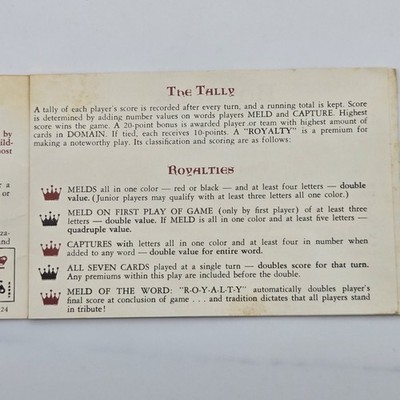 The Tally
A tally of each player's score is recorded after every turn, and a running total is kept. Score
is determined by adding number values on words players MELD and CAPTURE. Highest
score wins the game. A 20-point bonus is awarded player or team with highest amount of
cards in DOMAIN. If tied, each receives 10-points. A "ROYALTY" is a premium for
making a noteworthy play. Its classification and scoring are as follows:
Royalties
MELDS all in one color — red or black — and at least four letters — double
value. (Junior players may qualify with at least three letters all one color.)
MELD ON FIRST PLAY OF GAME (only by first player) of at least three
letters — double value. If MELD is all in one color and at least five letters —
quadruple value.
CAPTURES with letters all in one color and at least four in number when
added to any word — double value for entire word.
ALL SEVEN CARDS played at a single turn — doubles score for that turn.
Any premiums within this play are included before the double.
MELD OF THE WORD: "R-O-Y-A-L-T-Y" automatically doubles player's
final score at conclusion of game . . . and tradition dictates that all players stand
in tribute!
by
ild-
ost
r a
or
za-
and
24